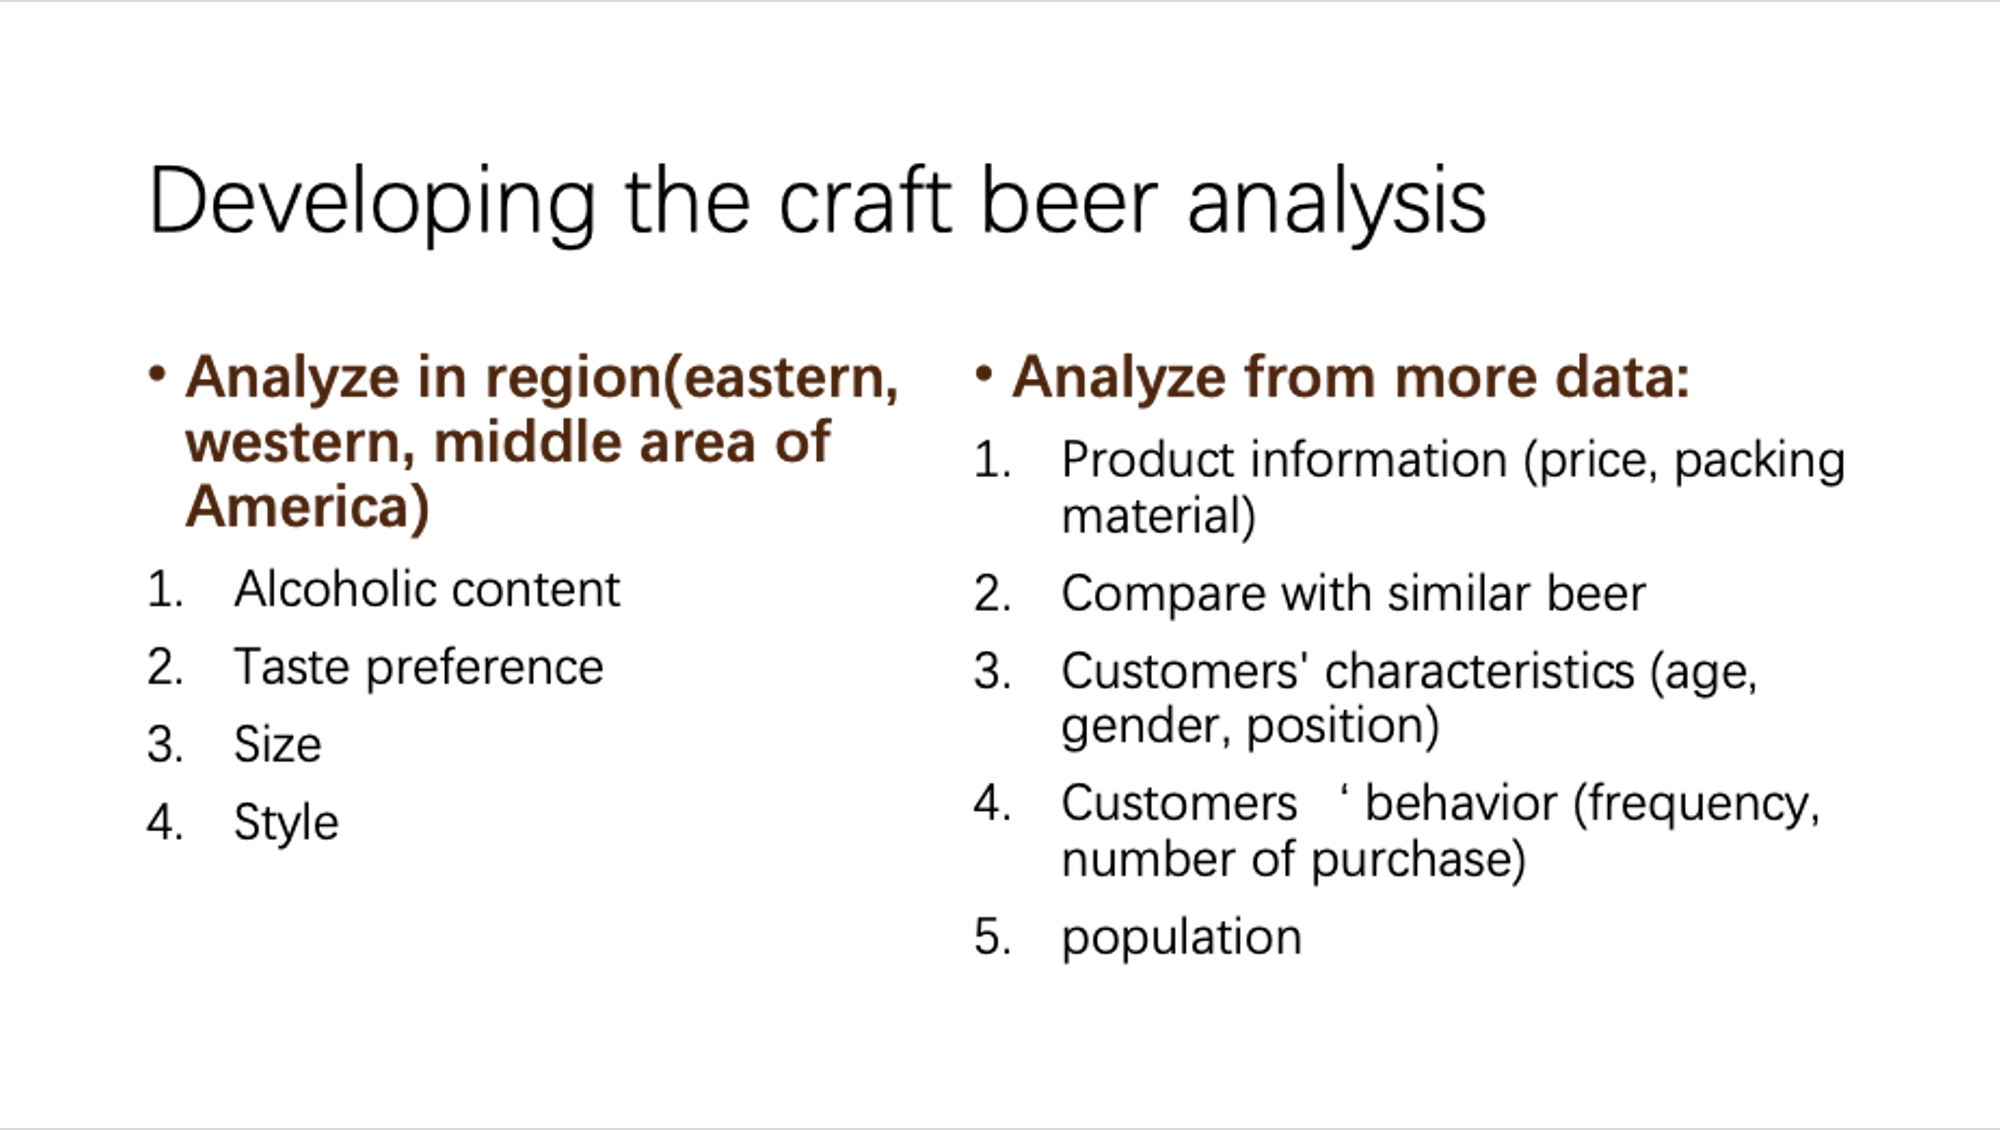 Developing the craft beer analysis
• Analyze in region(eastern,
western, middle area of
America)
1. Alcoholic content
2. Taste preference
3. Size
4. Style
• Analyze from more data:
1. Product information (price, packing
material)
2. Compare with similar beer
3. Customers' characteristics (age,
gender, position)
4. Customers ‘ behavior (frequency,
number of purchase)
5. population